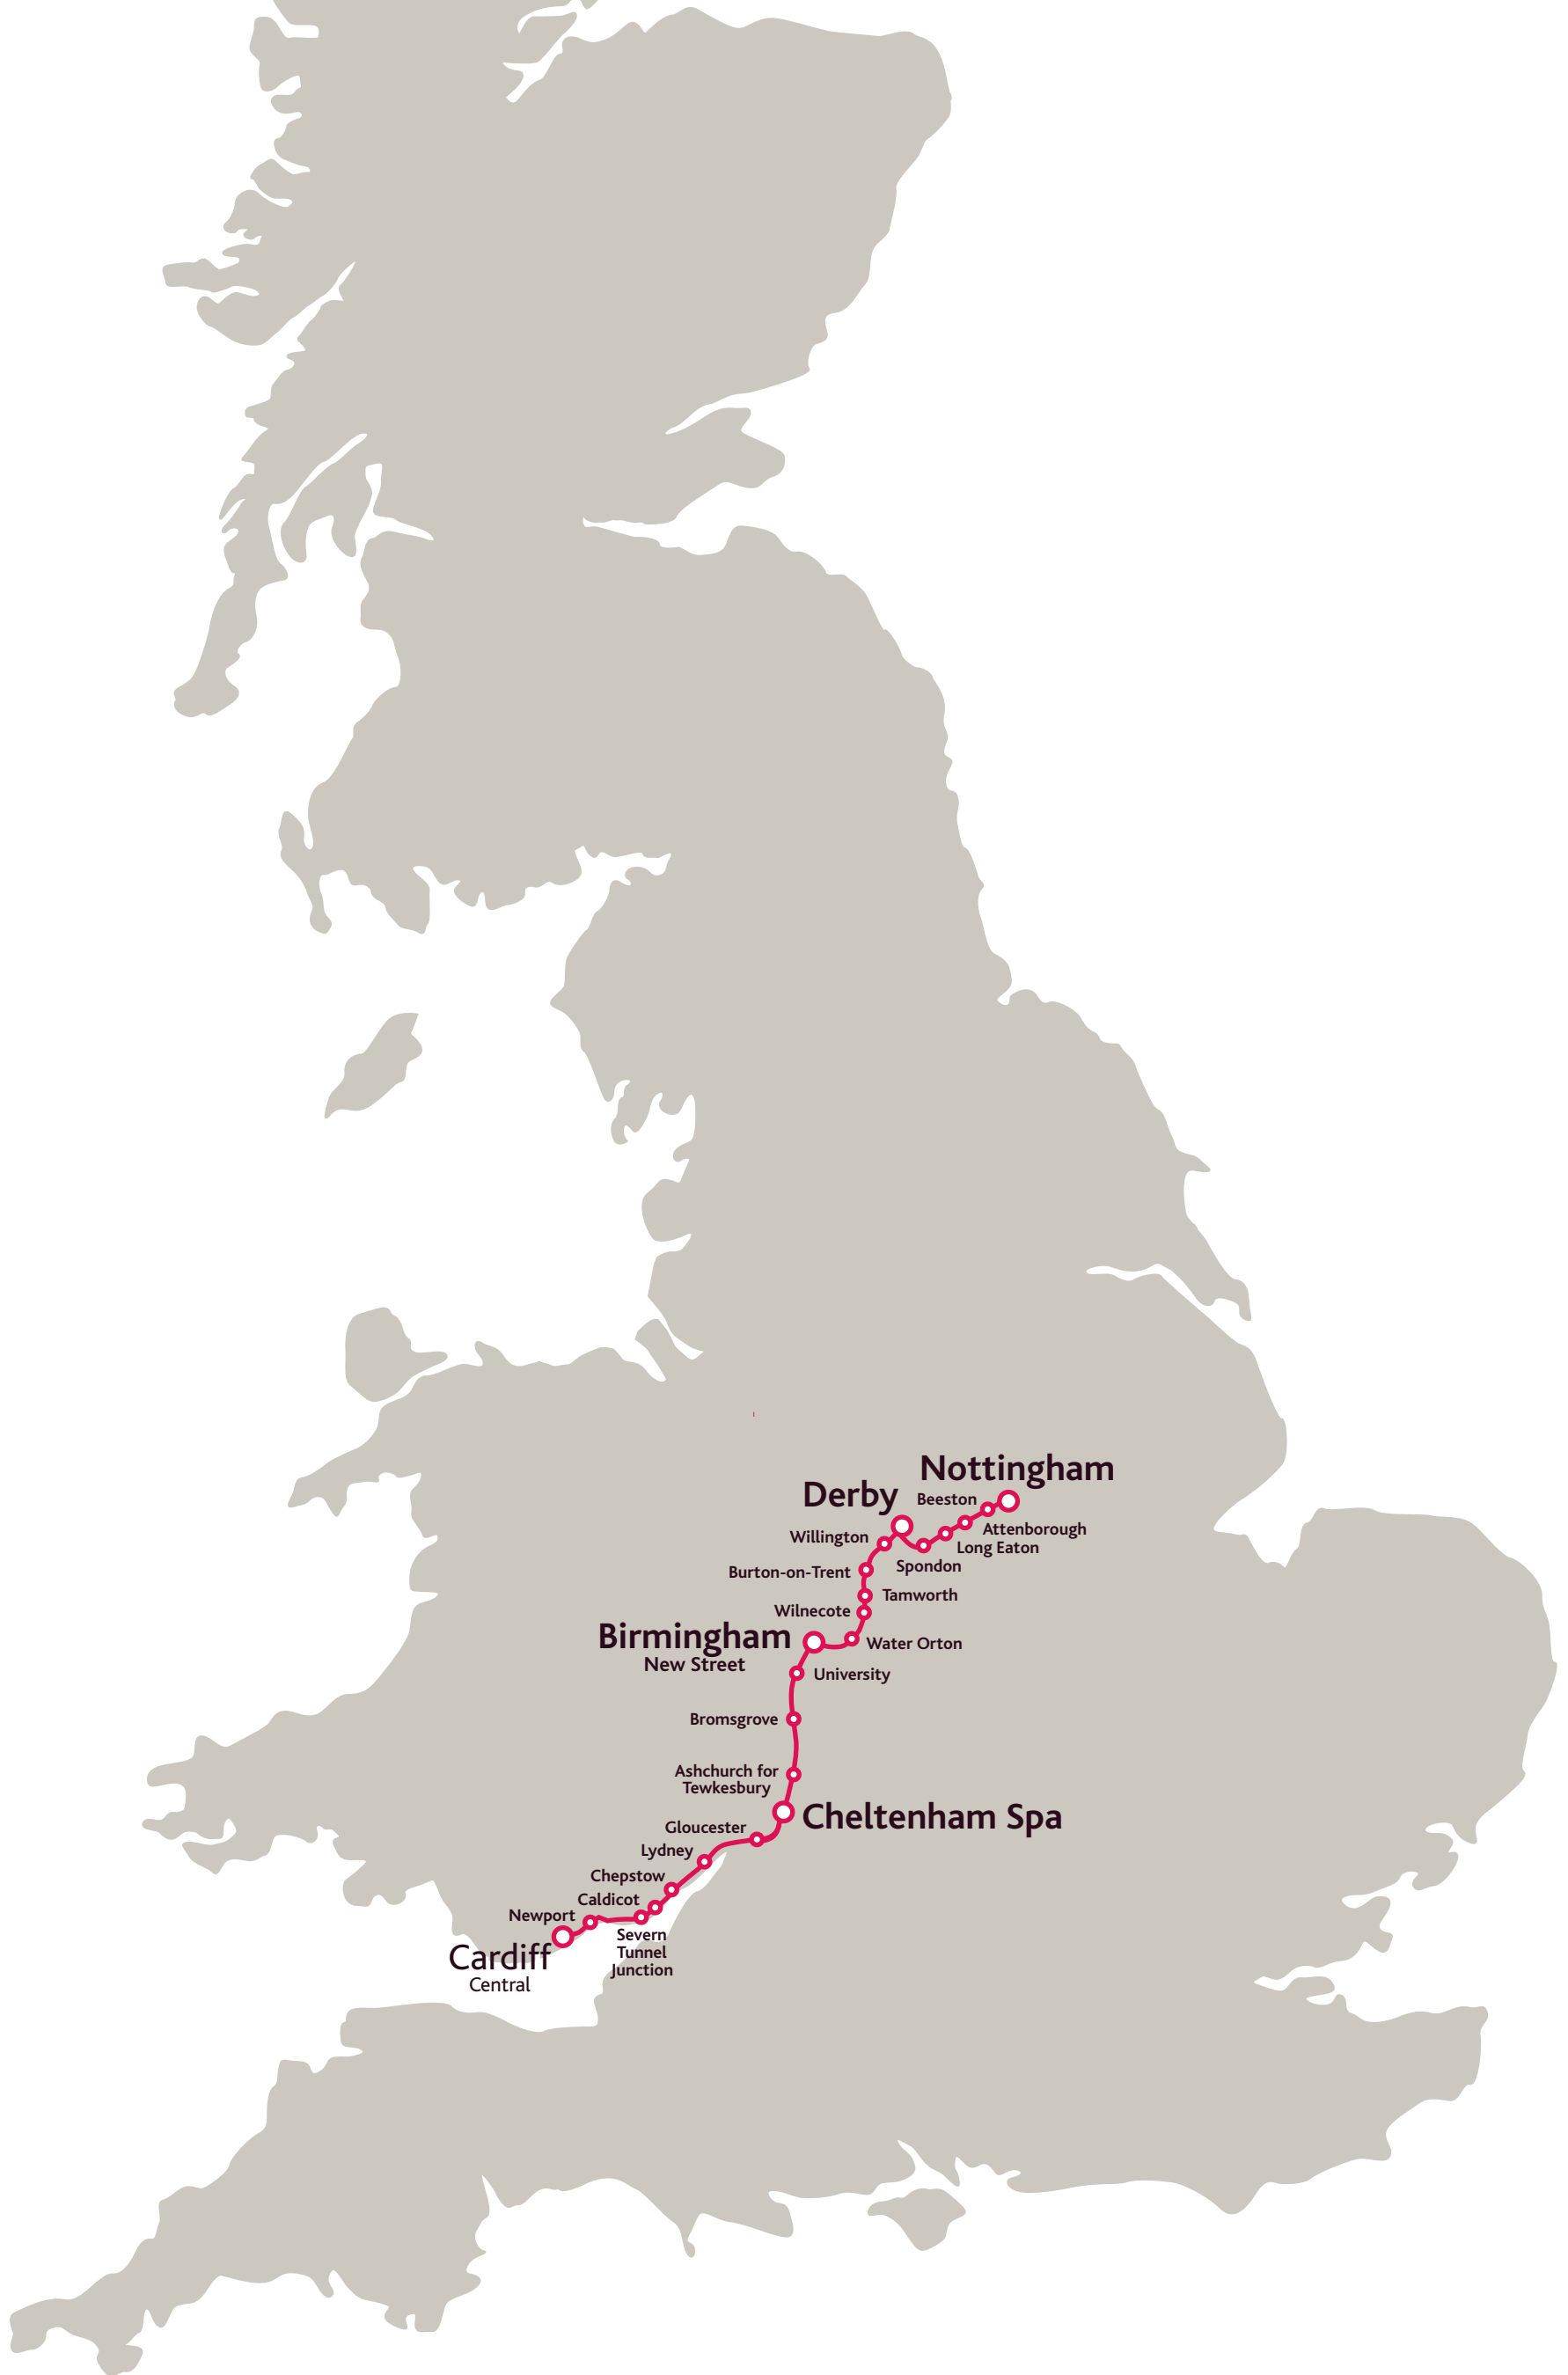 Nottingham
Derby
Beeston
Attenborough
Willington
Long Eaton
Spondon
Burton-on-Trent
Tamworth
Wilnecote
Birmingham
New Street
Water Orton
University
Bromsgrove
Ashchurch for
Tewkesbury
Cheltenham Spa
Gloucester
Lydney
Chepstow
Caldicot
Newport
Severn
Tunnel
Junction
Cardiff
Central